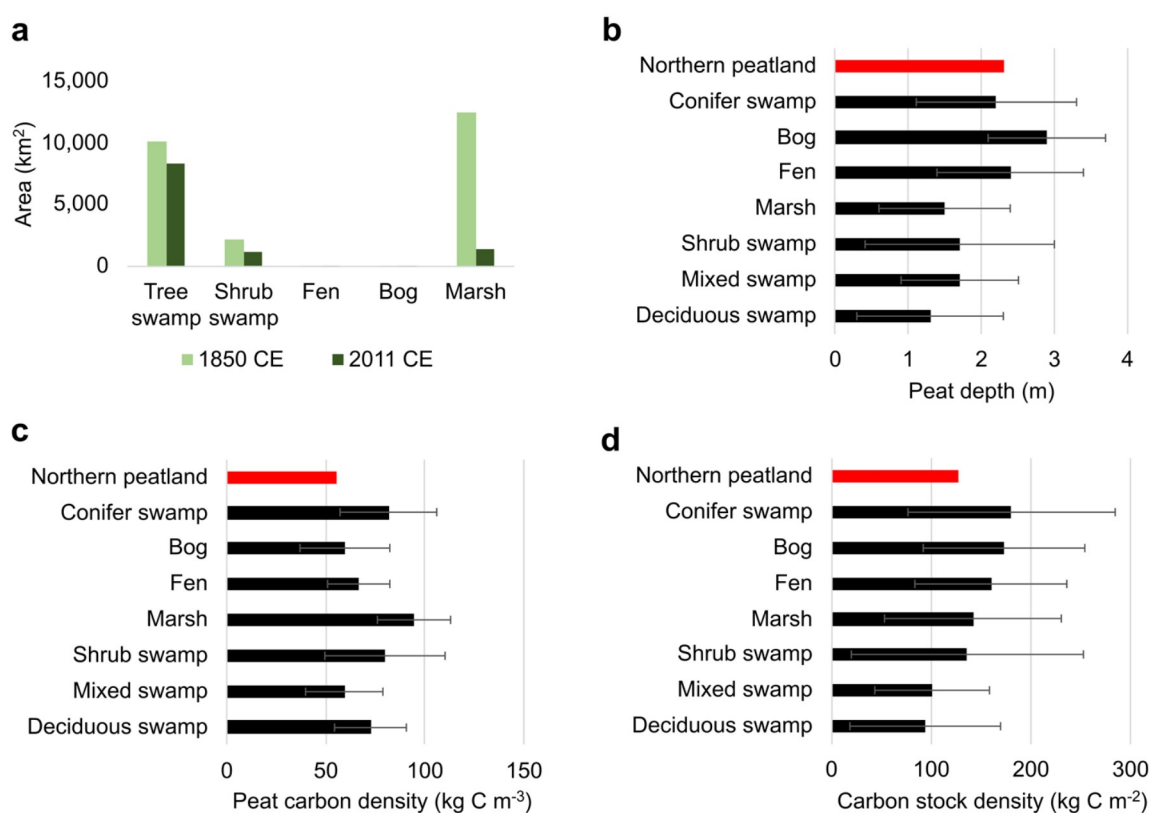 a
15,000
10,000
5,000
0
Area (km²)
Tree swamp
Shrub swamp
Fen
Bog
Marsh
1850 CE
2011 CE
b
Northern peatland
Conifer swamp
Bog
Fen
Marsh
Shrub swamp
Mixed swamp
Deciduous swamp
0 1 2 3 4
Peat depth (m)
c
Northern peatland
Conifer swamp
Bog
Fen
Marsh
Shrub swamp
Mixed swamp
Deciduous swamp
0 50 100 150
Peat carbon density (kg C m⁻³)
d
Northern peatland
Conifer swamp
Bog
Fen
Marsh
Shrub swamp
Mixed swamp
Deciduous swamp
0 100 200 300
Carbon stock density (kg C m⁻²)